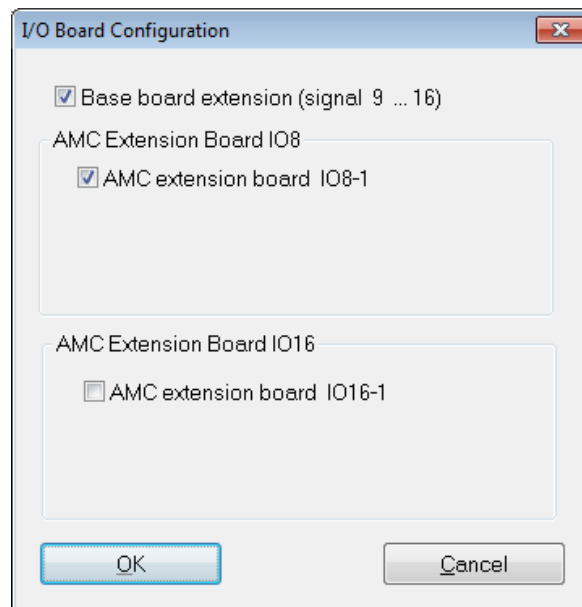 I/O Board Configuration
Base board extension (signal 9 ... 16)
AMC Extension Board IO8
AMC extension board IO8-1
AMC Extension Board IO16
AMC extension board IO16-1
OK
Cancel